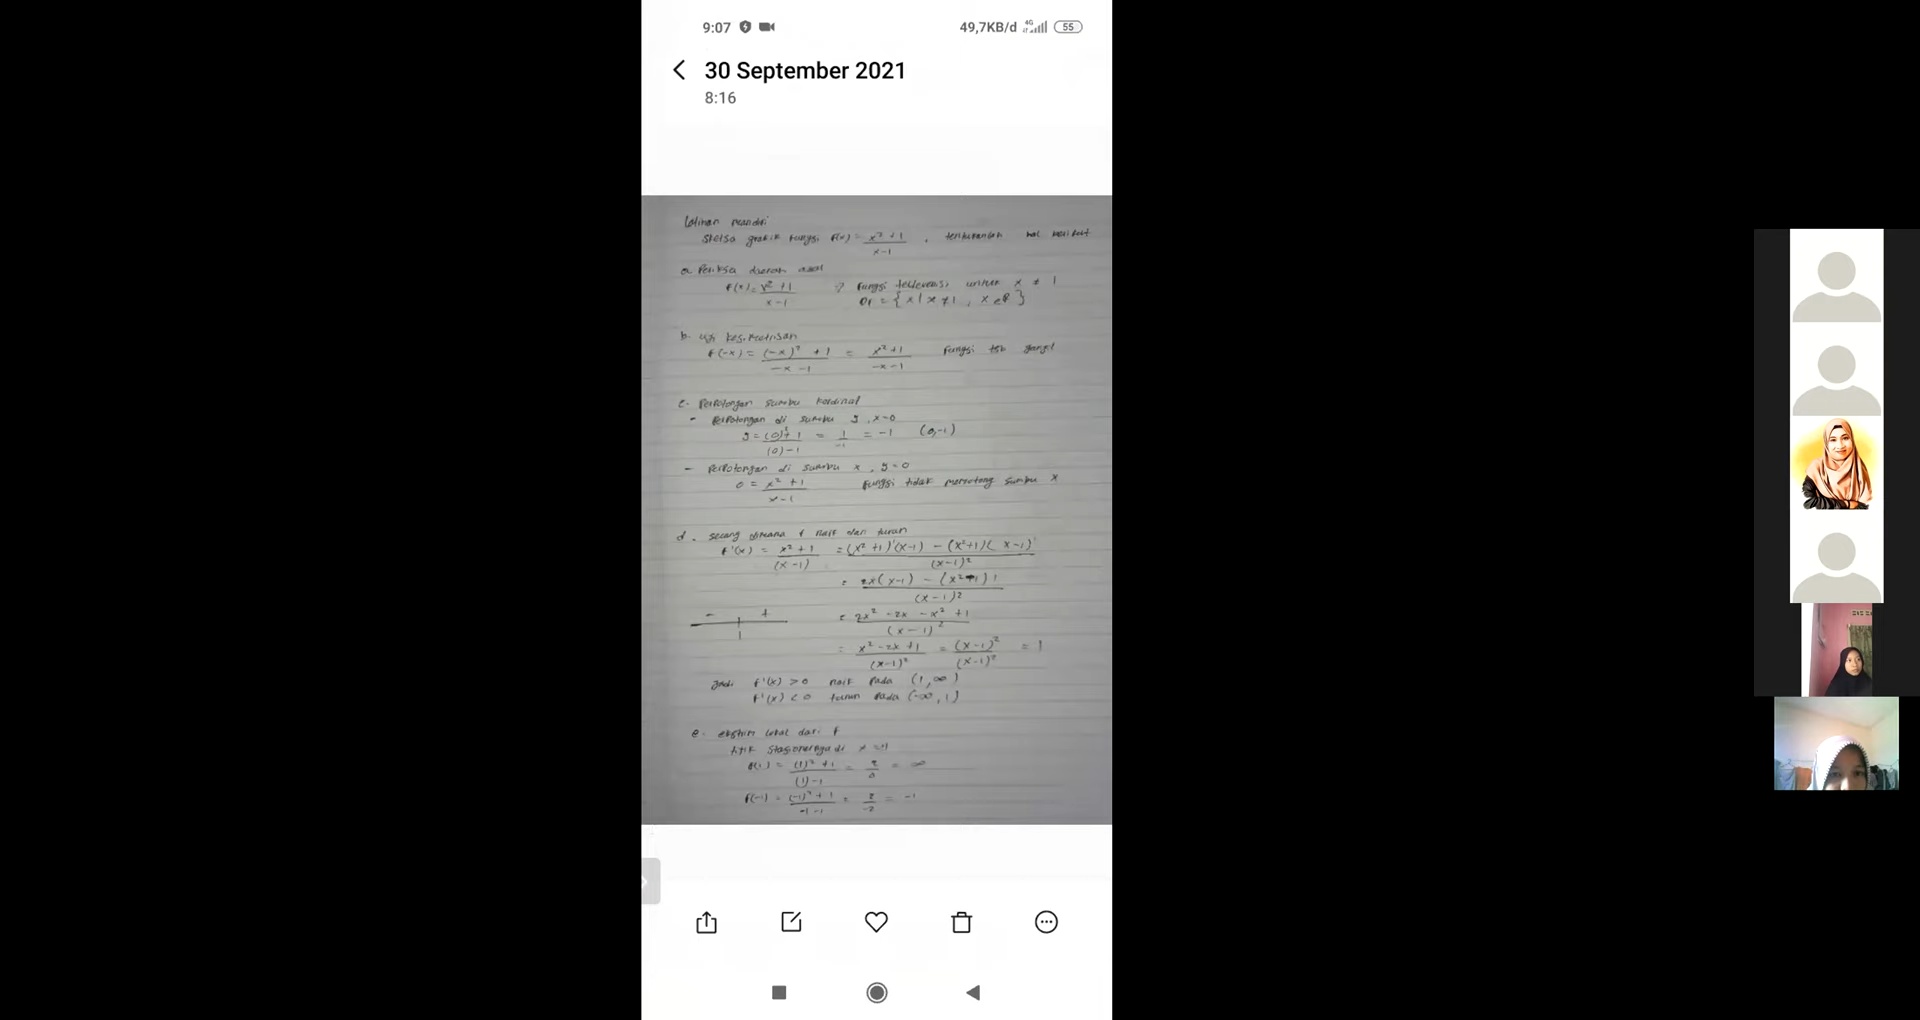 9:07
49,7KB/d 4G 55
30 September 2021
8:16
Latihan mandiri
Sketsa grafik fungsi f(x) = x² + 1 / x - 1 , tentukanlah hal berikut
a. Periksa daerah asal
f(x) = x² + 1 / x - 1 fungsi terdefinisi untuk x ≠ 1
Df = { x | x ≠ 1 , x ∈ R }
b. uji kesimetrisan
f(-x) = (-x)² + 1 / -x - 1 = x² + 1 / -x - 1 fungsi tdk ganjil
c. Perpotongan sumbu kordinat
- Perpotongan di sumbu y , x = 0
y = (0)² + 1 / (0) - 1 = 1 / -1 = -1 (0,-1)
- Perpotongan di sumbu x , y = 0
0 = x² + 1 / x - 1 fungsi tidak memotong sumbu x
d. selang dimana f naik dan turun
f'(x) = x² + 1 / (x - 1) = (x² + 1)'(x-1) - (x²+1)(x-1)' / (x-1)²
= 2x(x-1) - (x²+1) 1 / (x-1)²
- +
1
= 2x² - 2x - x² + 1 / (x-1)²
= x² - 2x + 1 / (x-1)² = (x-1)² / (x-1)² = 1
Jadi f'(x) > 0 naik pada (1, ∞)
f'(x) < 0 turun pada (-∞, 1)
e. ekstrim lokal dari f
titik stasionernya di
f(1) = (1)² + 1 / (1) - 1 = 2 / 0 = ∞
f(-1) = (-1)² + 1 / -1 - 1 = 2 / -2 = -1